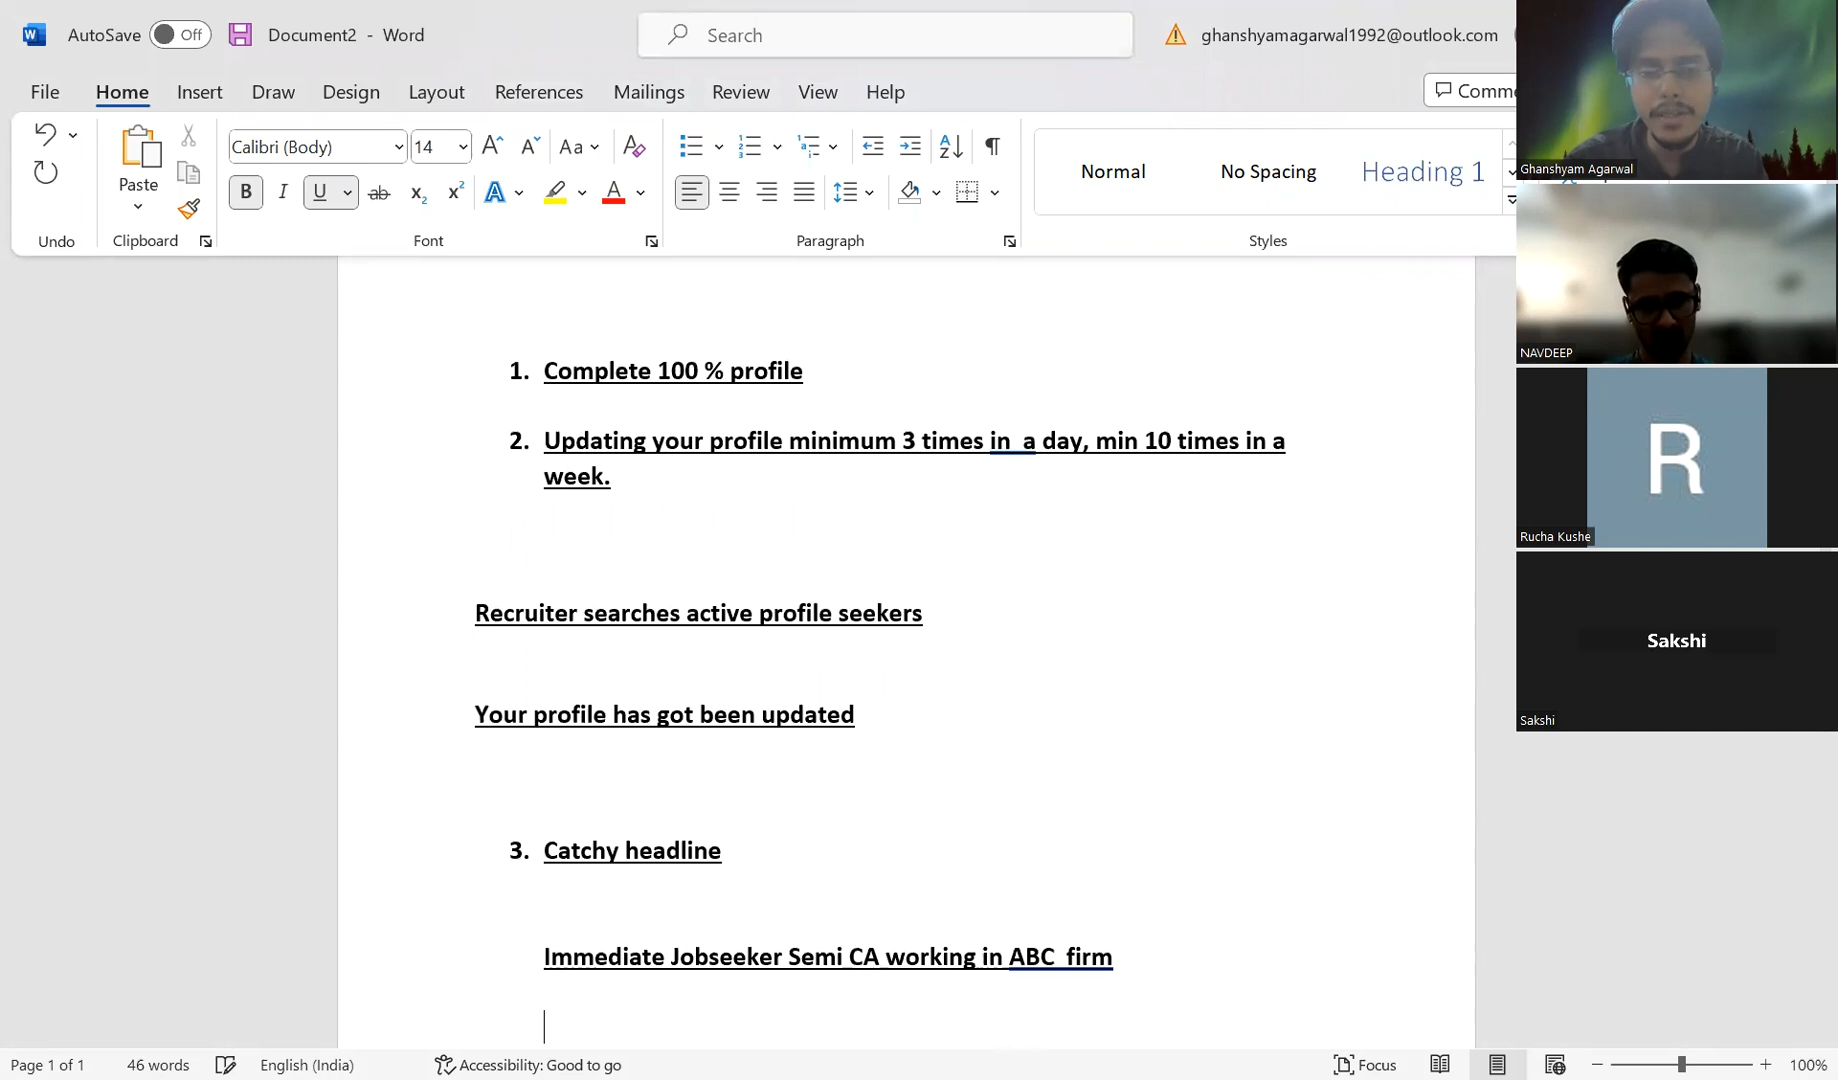 AutoSave Off Document2 - Word Search ghanshyamagarwal1992@outlook.com
File Home Insert Draw Design Layout References Mailings Review View Help Comme
Calibri (Body) 14 Aa
Paste B I U ab x2 x2 A A Normal No Spacing Heading 1
Undo Clipboard Font Paragraph Styles
1. Complete 100 % profile
2. Updating your profile minimum 3 times in  a day, min 10 times in a
week.
Recruiter searches active profile seekers
Your profile has got been updated
3. Catchy headline
Immediate Jobseeker Semi CA working in ABC  firm
Ghanshyam Agarwal
NAVDEEP
R
Rucha Kushe
Sakshi
Sakshi
Page 1 of 1 46 words English (India) Accessibility: Good to go Focus 100%